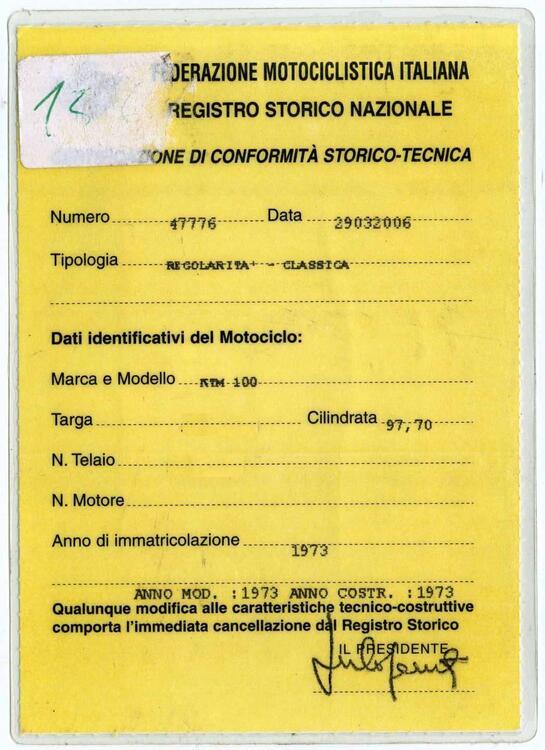 12
DERAZIONE MOTOCICLISTICA ITALIANA
REGISTRO STORICO NAZIONALE
ZIONE DI CONFORMITÀ STORICO-TECNICA
Numero 47776 Data 29032006
Tipologia REGOLARITA' - CLASSICA
Dati identificativi del Motociclo:
Marca e Modello KTM 100
Targa Cilindrata 97,70
N. Telaio
N. Motore
Anno di immatricolazione 1973
ANNO MOD. :1973 ANNO COSTR. :1973
Qualunque modifica alle caratteristiche tecnico-costruttive
comporta l'immediata cancellazione dal Registro Storico
IL PRESIDENTE